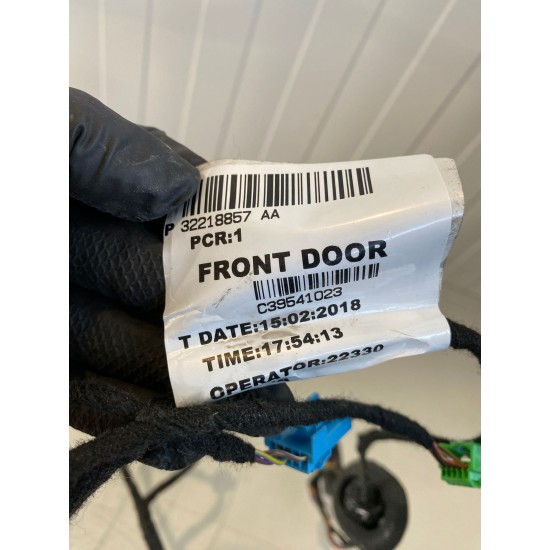 P 32218857 AA
PCR:1
FRONT DOOR
C39541023
T DATE:15:02:2018
TIME:17:54:13
OPERATOR:22330